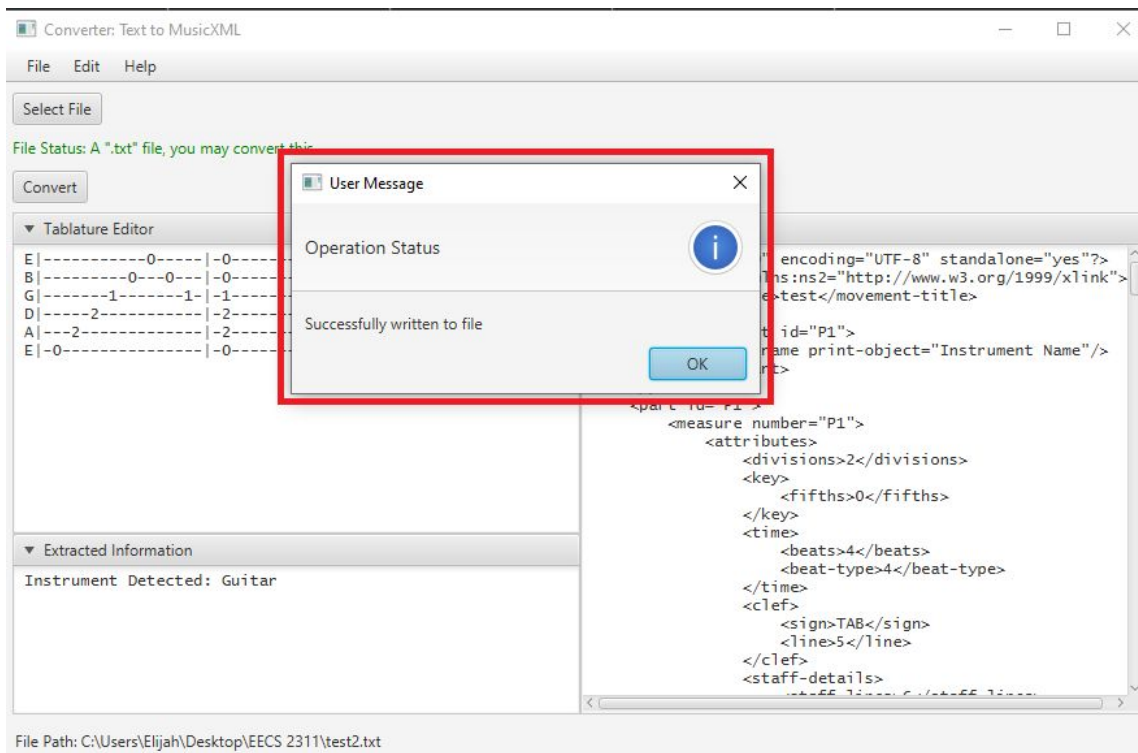 Converter: Text to MusicXML
File Edit Help
Select File
File Status: A ".txt" file, you may convert this
Convert
User Message
Operation Status
Successfully written to file
OK
▼ Tablature Editor
E|-----------0-----|-0-------
B|---------0---0---|-0-------
G|-------1-------1-|-1-------
D|-----2-----------|-2-------
A|---2-------------|-2-------
E|-0---------------|-0-------
▼ Extracted Information
Instrument Detected: Guitar
encoding="UTF-8" standalone="yes"?>
:ns2="http://www.w3.org/1999/xlink">
>test</movement-title>
id="P1">
name print-object="Instrument Name"/>
<part id="P1">
<measure number="P1">
<attributes>
<divisions>2</divisions>
<key>
<fifths>0</fifths>
</key>
<time>
<beats>4</beats>
<beat-type>4</beat-type>
</time>
<clef>
<sign>TAB</sign>
<line>5</line>
</clef>
<staff-details>
File Path: C:\Users\Elijah\Desktop\EECS 2311\test2.txt